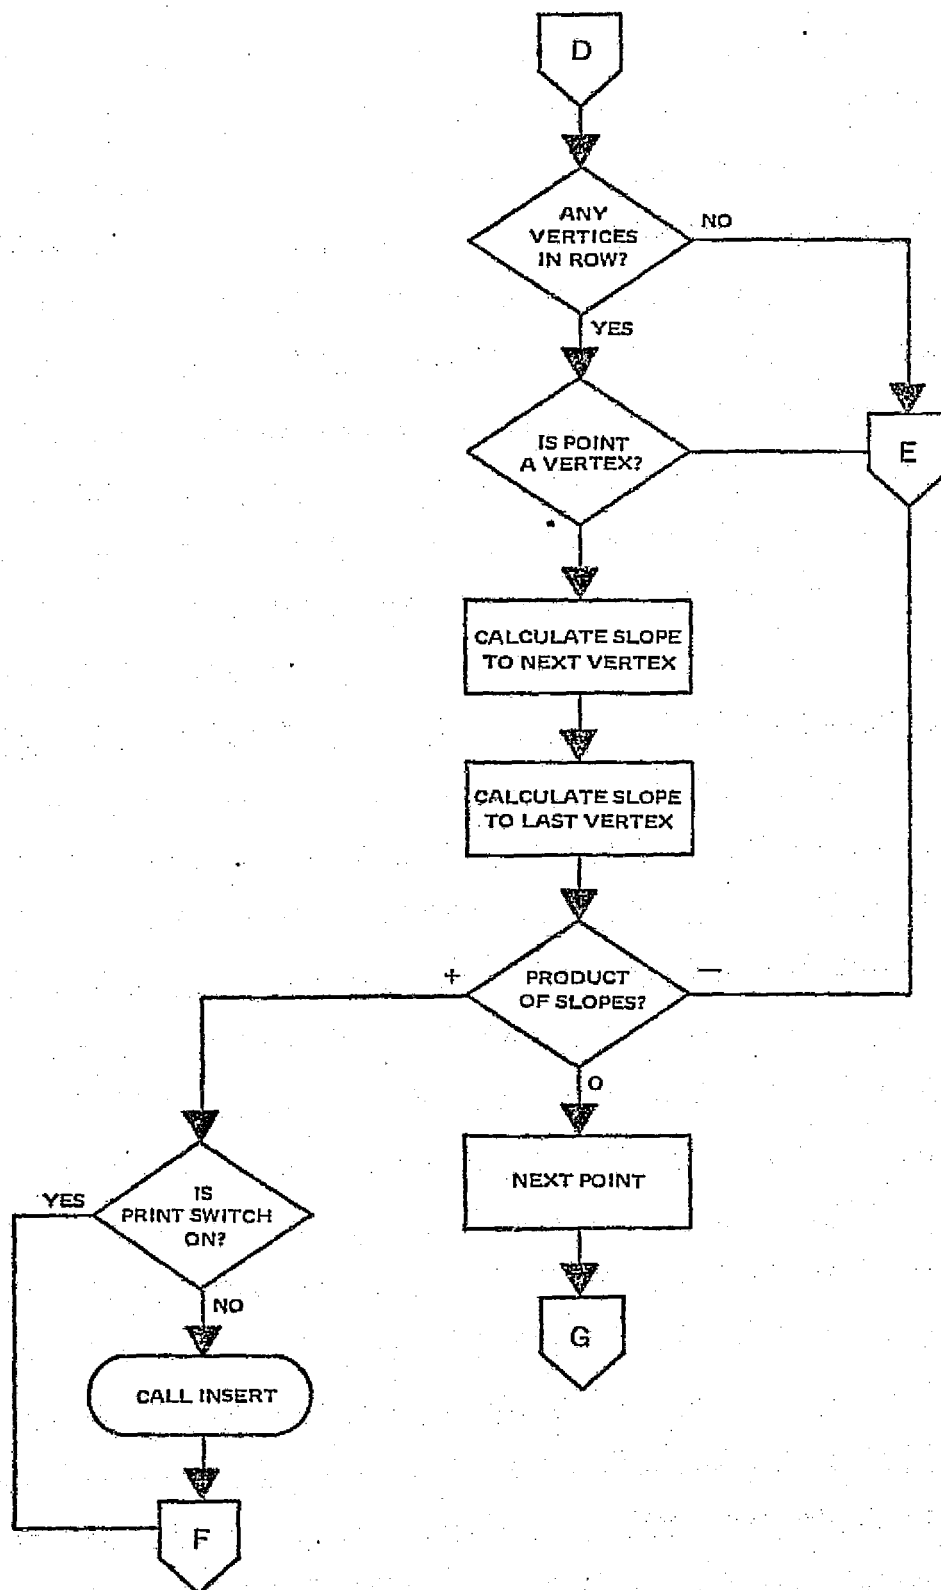 D
ANY
VERTICES
IN ROW?
NO
YES
IS POINT
A VERTEX?
E
CALCULATE SLOPE
TO NEXT VERTEX
CALCULATE SLOPE
TO LAST VERTEX
+
PRODUCT
OF SLOPES?
—
O
NEXT POINT
G
YES
IS
PRINT SWITCH
ON?
NO
CALL INSERT
F